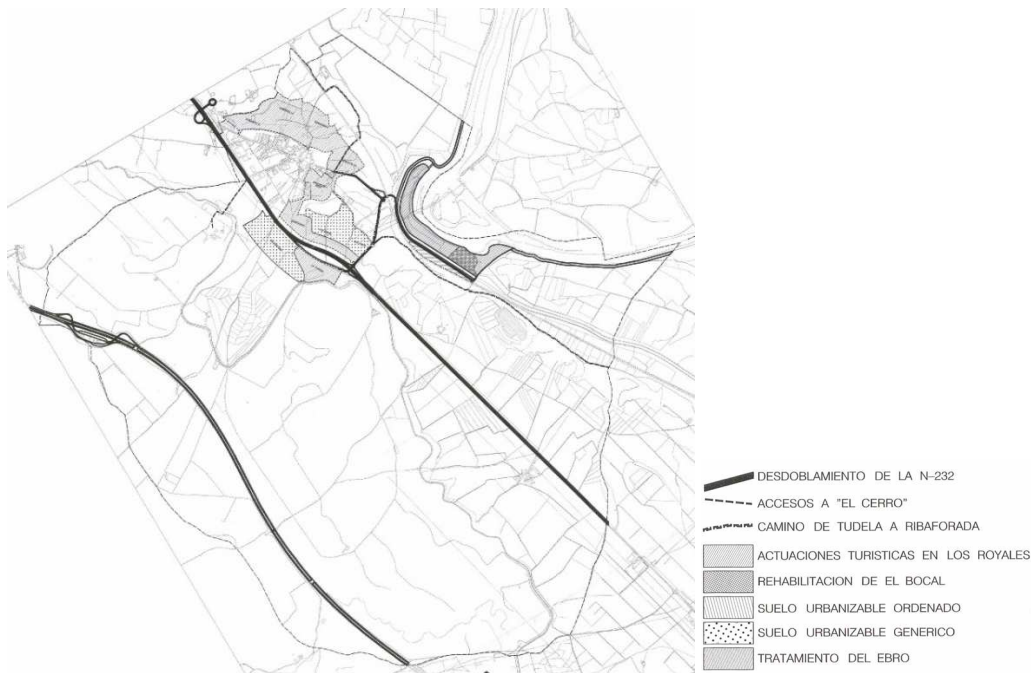 DESDOBLAMIENTO DE LA N-232
ACCESOS A "EL CERRO"
CAMINO DE TUDELA A RIBAFORADA
ACTUACIONES TURISTICAS EN LOS ROYALES
REHABILITACION DE EL BOCAL
SUELO URBANIZABLE ORDENADO
SUELO URBANIZABLE GENERICO
TRATAMIENTO DEL EBRO